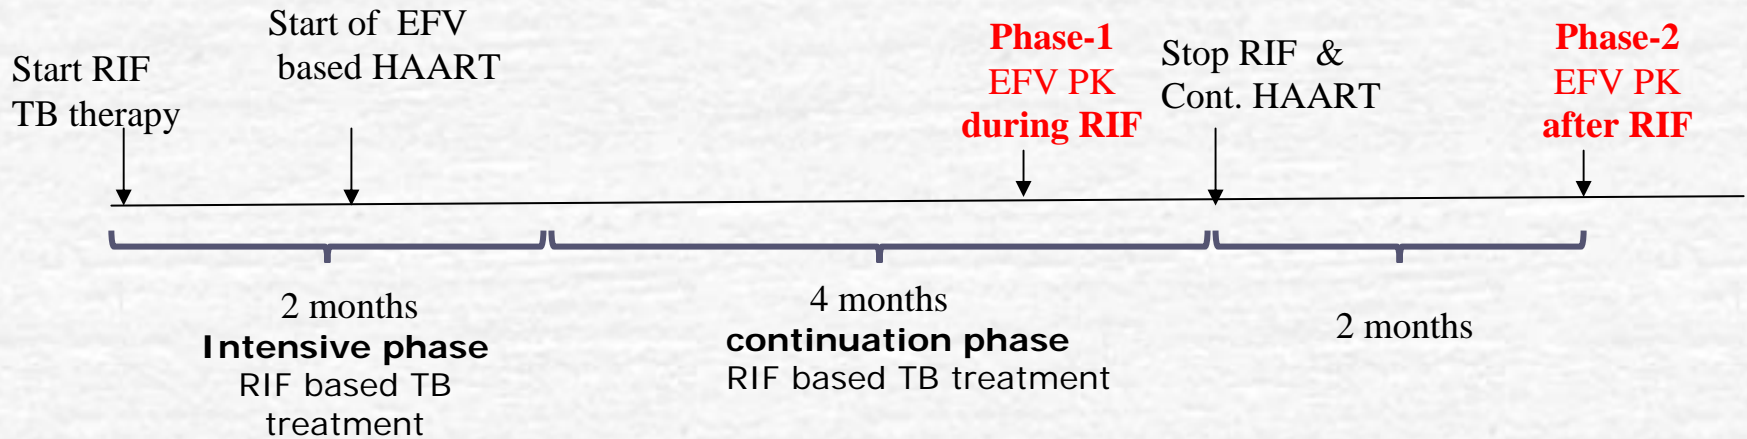 Start RIF
TB therapy
Start of EFV
based HAART
Phase-1
EFV PK
during RIF
Stop RIF &
Cont. HAART
Phase-2
EFV PK
after RIF
2 months
Intensive phase
RIF based TB
treatment
4 months
continuation phase
RIF based TB treatment
2 months